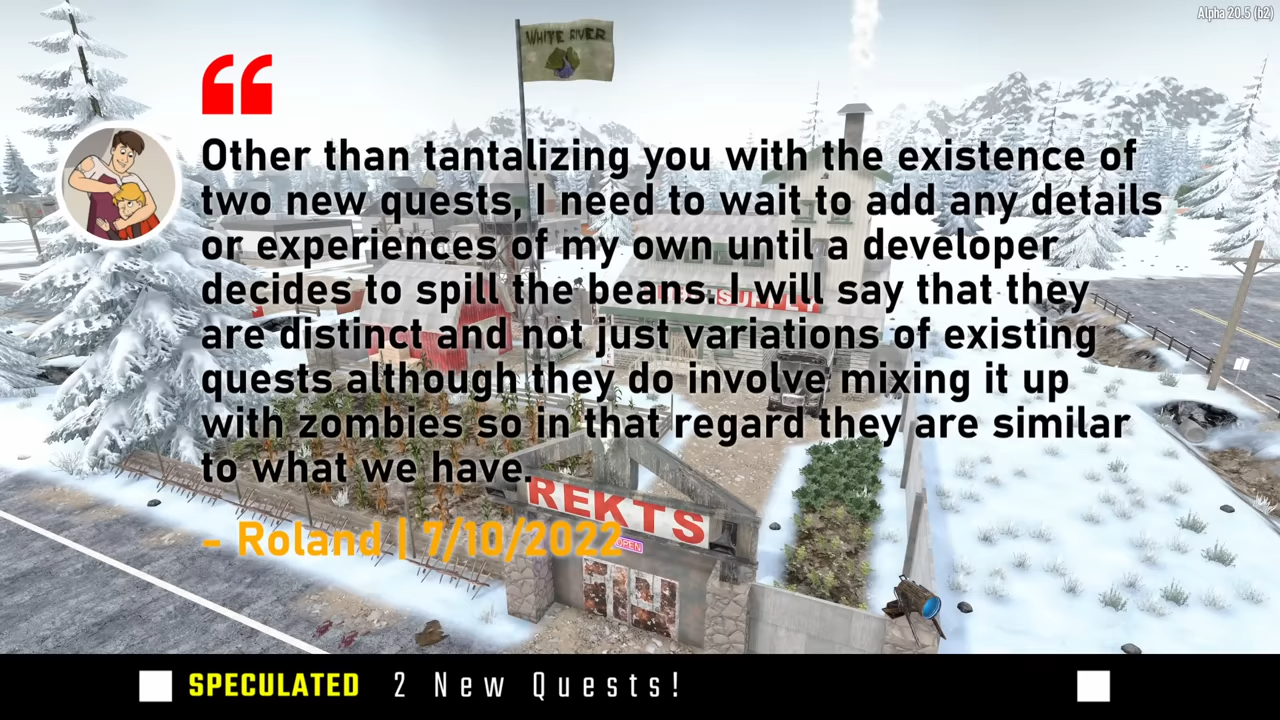 Alpha 20.5 (b2)
WHITE RIVER
“
Other than tantalizing you with the existence of
two new quests, I need to wait to add any details
or experiences of my own until a developer
decides to spill the beans. I will say that they
are distinct and not just variations of existing
quests although they do involve mixing it up
with zombies so in that regard they are similar
to what we have.
SUPPLY
REKTS
- Roland | 7/10/2022
OPEN
SPECULATED 2 New Quests!